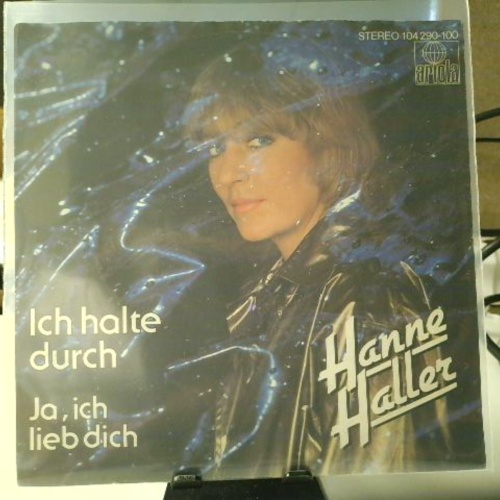 STEREO 104 290-100
ariola
Ich halte
durch
Ja, ich
lieb dich
Hanne
Haller